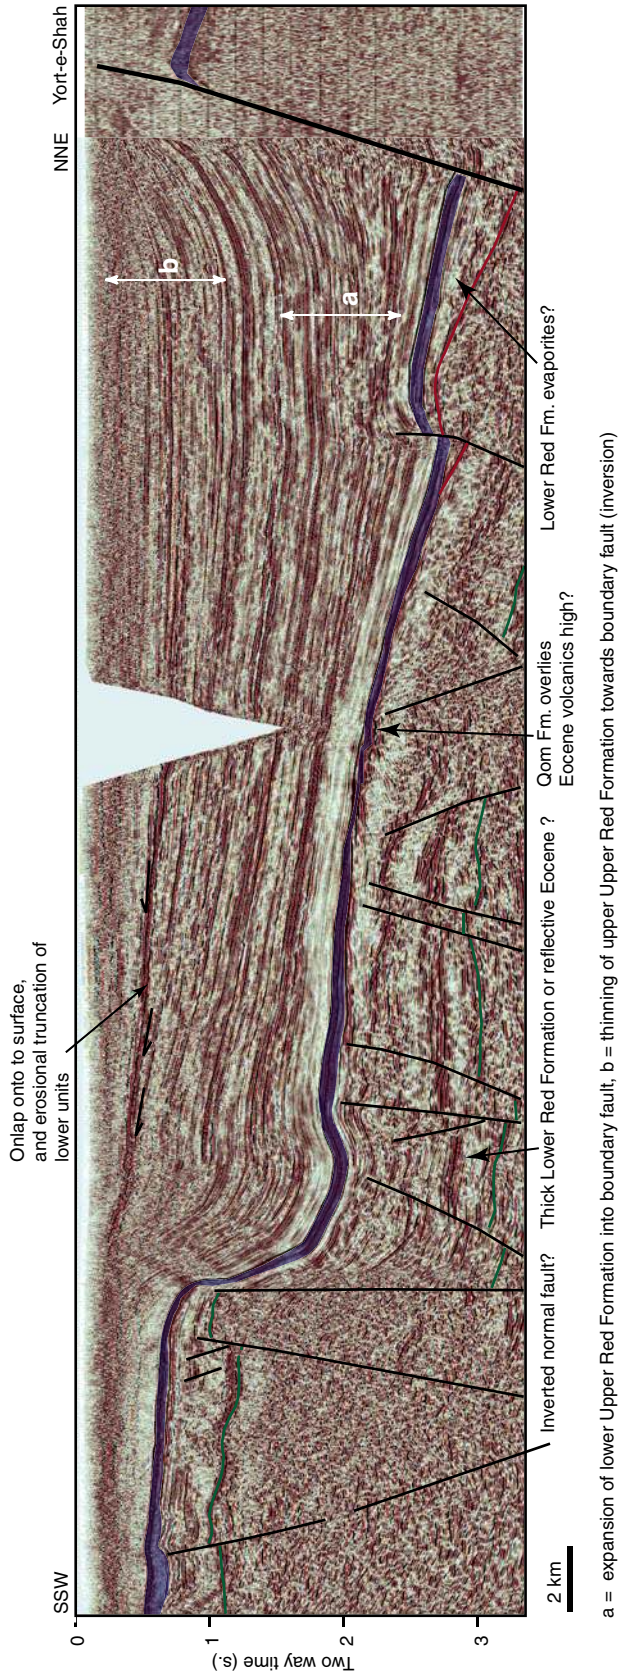 SSW
NNE
Yort-e-Shah
Onlap onto to surface,
and erosional truncation of
lower units
0
1
2
3
Two way time (s.)
a
b
2 km
Inverted normal fault?
Thick Lower Red Formation or reflective Eocene ?
Qom Fm. overlies
Eocene volcanics high?
Lower Red Fm. evaporites?
a = expansion of lower Upper Red Formation into boundary fault, b = thinning of upper Upper Red Formation towards boundary fault (inversion)